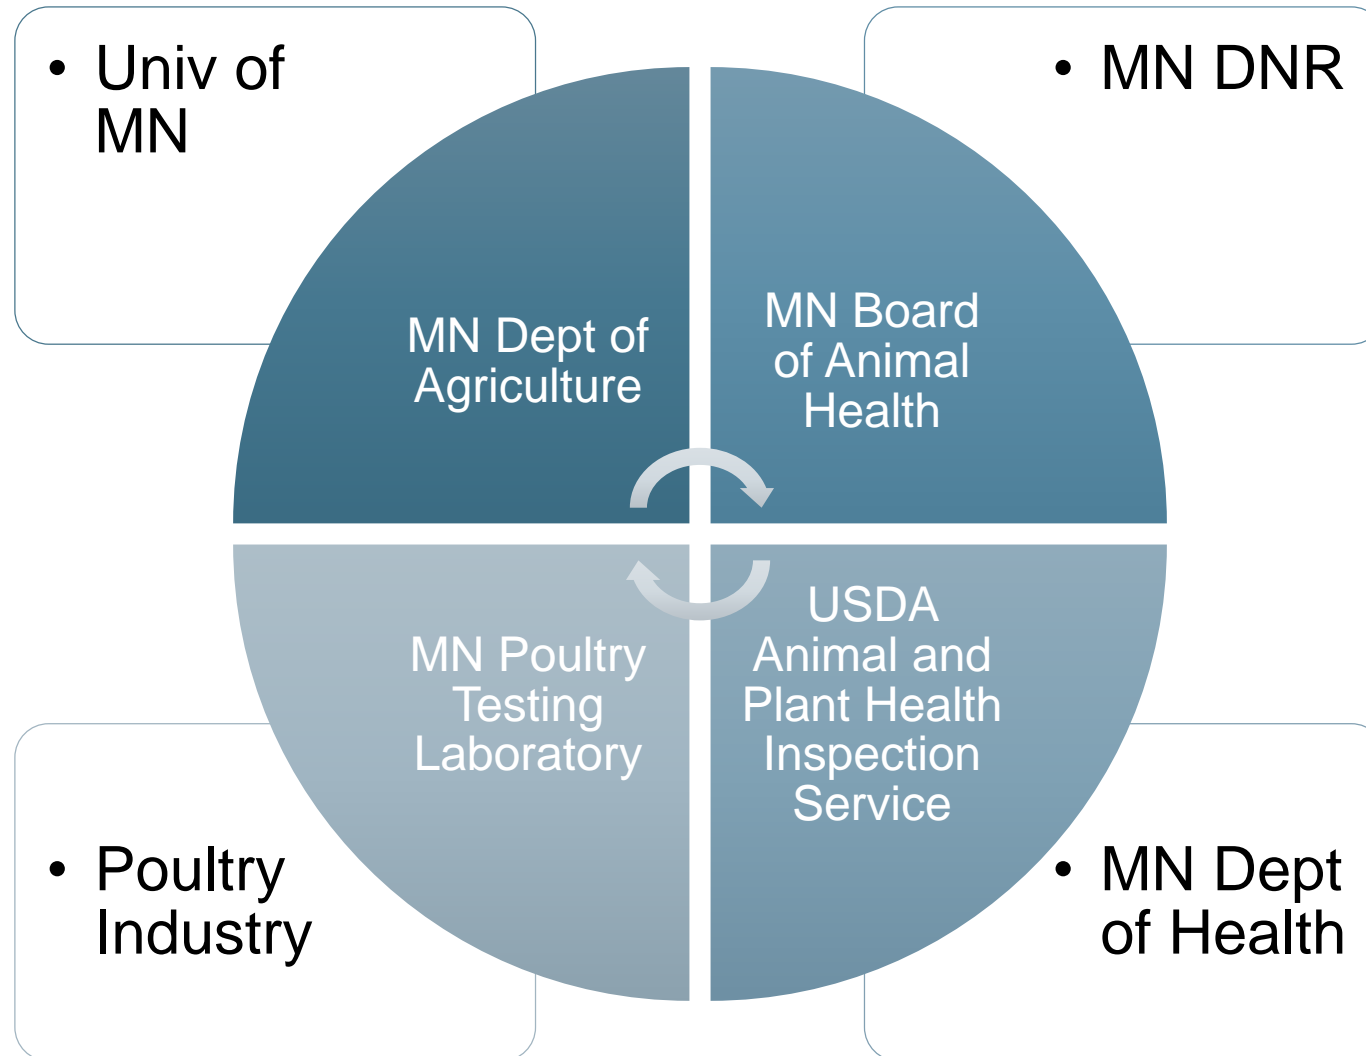 • Univ of
MN
• MN DNR
MN Dept of
Agriculture
MN Board
of Animal
Health
MN Poultry
Testing
Laboratory
USDA
Animal and
Plant Health
Inspection
Service
• Poultry
Industry
• MN Dept
of Health